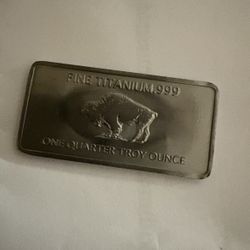 FINE TITANIUM.999
ONE QUARTER TROY OUNCE